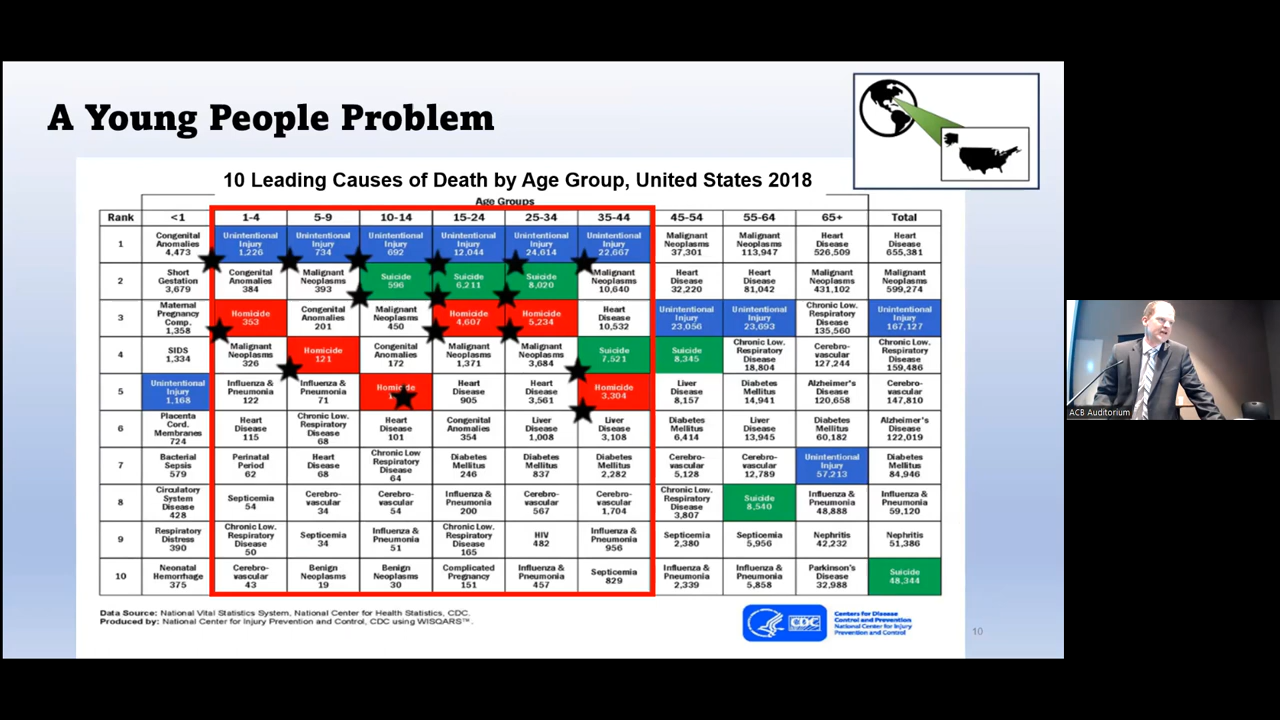 A Young People Problem
10 Leading Causes of Death by Age Group, United States 2018
Age Groups
Rank <1 1-4 5-9 10-14 15-24 25-34 35-44 45-54 55-64 65+ Total
1 Congenital Anomalies 4,473 Unintentional Injury 1,226 Unintentional Injury 734 Unintentional Injury 692 Unintentional Injury 12,044 Unintentional Injury 24,614 Unintentional Injury 22,667 Malignant Neoplasms 37,301 Malignant Neoplasms 113,947 Heart Disease 526,509 Heart Disease 655,381
2 Short Gestation 3,679 Congenital Anomalies 384 Malignant Neoplasms 393 Suicide 596 Suicide 6,211 Suicide 8,020 Malignant Neoplasms 10,640 Heart Disease 32,220 Heart Disease 81,042 Malignant Neoplasms 431,102 Malignant Neoplasms 599,274
3 Maternal Pregnancy Comp. 1,358 Homicide 353 Congenital Anomalies 201 Malignant Neoplasms 450 Homicide 4,607 Homicide 5,234 Heart Disease 10,532 Unintentional Injury 23,056 Unintentional Injury 23,693 Chronic Low. Respiratory Disease 135,560 Unintentional Injury 167,127
4 SIDS 1,334 Malignant Neoplasms 326 Homicide 121 Congenital Anomalies 172 Malignant Neoplasms 1,371 Malignant Neoplasms 3,684 Suicide 7,521 Suicide 8,345 Chronic Low. Respiratory Disease 18,804 Cerebro-vascular 127,244 Chronic Low. Respiratory Disease 159,486
5 Unintentional Injury 1,168 Influenza & Pneumonia 122 Influenza & Pneumonia 71 Homicide Heart Disease 905 Heart Disease 3,561 Homicide 3,304 Liver Disease 8,157 Diabetes Mellitus 14,941 Alzheimer's Disease 120,658 Cerebro-vascular 147,810
6 Placenta Cord. Membranes 724 Heart Disease 115 Chronic Low. Respiratory Disease 68 Heart Disease 101 Congenital Anomalies 354 Liver Disease 1,008 Liver Disease 3,108 Diabetes Mellitus 6,414 Liver Disease 13,945 Diabetes Mellitus 60,182 Alzheimer's Disease 122,019
7 Bacterial Sepsis 579 Perinatal Period 62 Heart Disease 68 Chronic Low Respiratory Disease 64 Diabetes Mellitus 246 Diabetes Mellitus 837 Diabetes Mellitus 2,282 Cerebro-vascular 5,128 Cerebro-vascular 12,789 Unintentional Injury 57,213 Diabetes Mellitus 84,946
8 Circulatory System Disease 428 Septicemia 54 Cerebro-vascular 34 Cerebro-vascular 54 Influenza & Pneumonia 200 Cerebro-vascular 567 Cerebro-vascular 1,704 Chronic Low. Respiratory Disease 3,807 Suicide 8,540 Influenza & Pneumonia 48,888 Influenza & Pneumonia 59,120
9 Respiratory Distress 390 Chronic Low. Respiratory Disease 50 Septicemia 34 Influenza & Pneumonia 51 Chronic Low. Respiratory Disease 165 HIV 482 Influenza & Pneumonia 956 Septicemia 2,380 Septicemia 5,956 Nephritis 42,232 Nephritis 51,386
10 Neonatal Hemorrhage 375 Cerebro-vascular 43 Benign Neoplasms 19 Benign Neoplasms 30 Complicated Pregnancy 151 Influenza & Pneumonia 457 Septicemia 829 Influenza & Pneumonia 2,339 Influenza & Pneumonia 5,858 Parkinson's Disease 32,988 Suicide 48,344
Data Source: National Vital Statistics System, National Center for Health Statistics, CDC.
Produced by: National Center for Injury Prevention and Control, CDC using WISQARS™.
CDC
Centers for Disease
Control and Prevention
National Center for Injury
Prevention and Control
10
ACB Auditorium